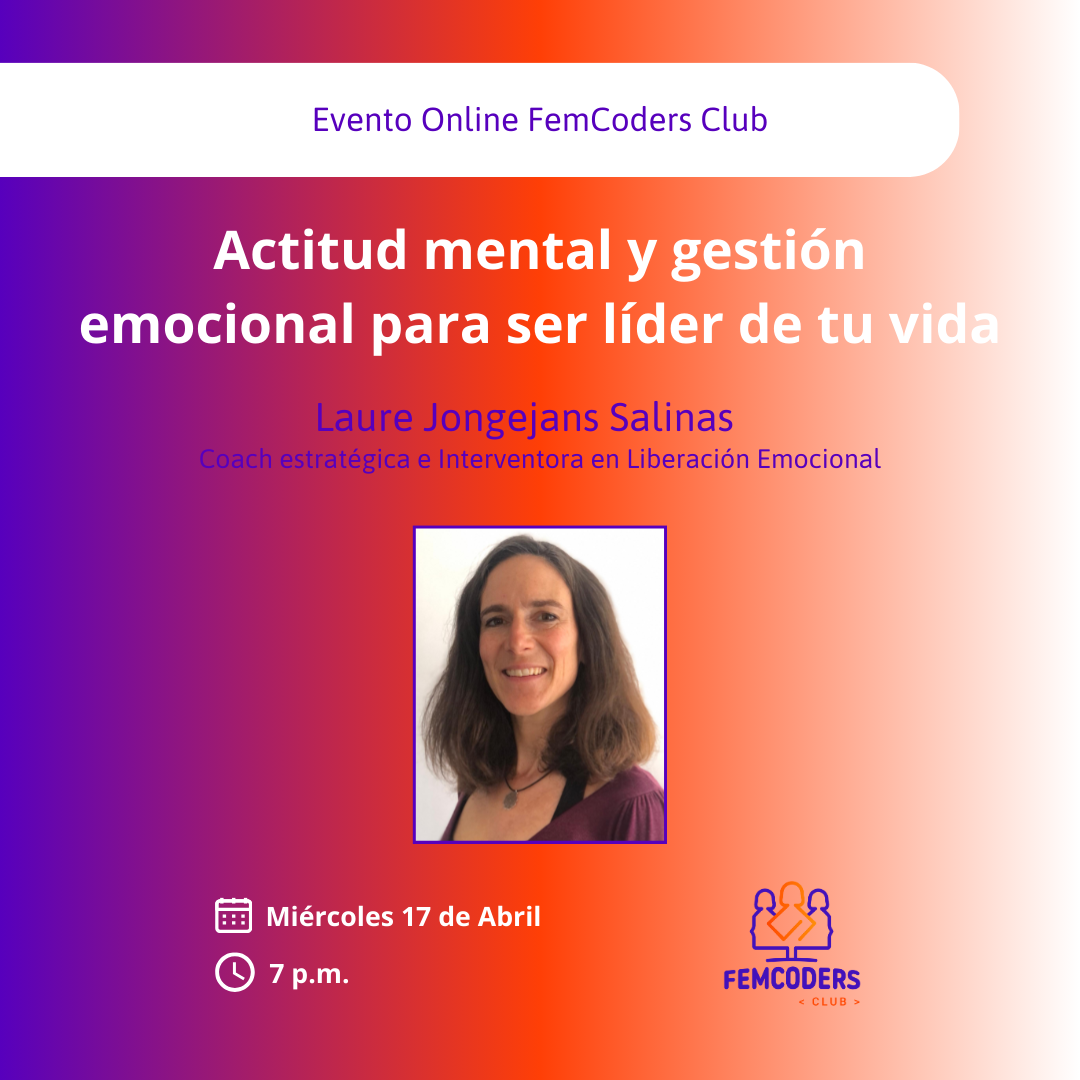 Evento Online FemCoders Club
Actitud mental y gestión
emocional para ser líder de tu vida
Laure Jongejans Salinas
Coach estratégica e Interventora en Liberación Emocional
Miércoles 17 de Abril
7 p.m.
FEMCODERS
< CLUB >